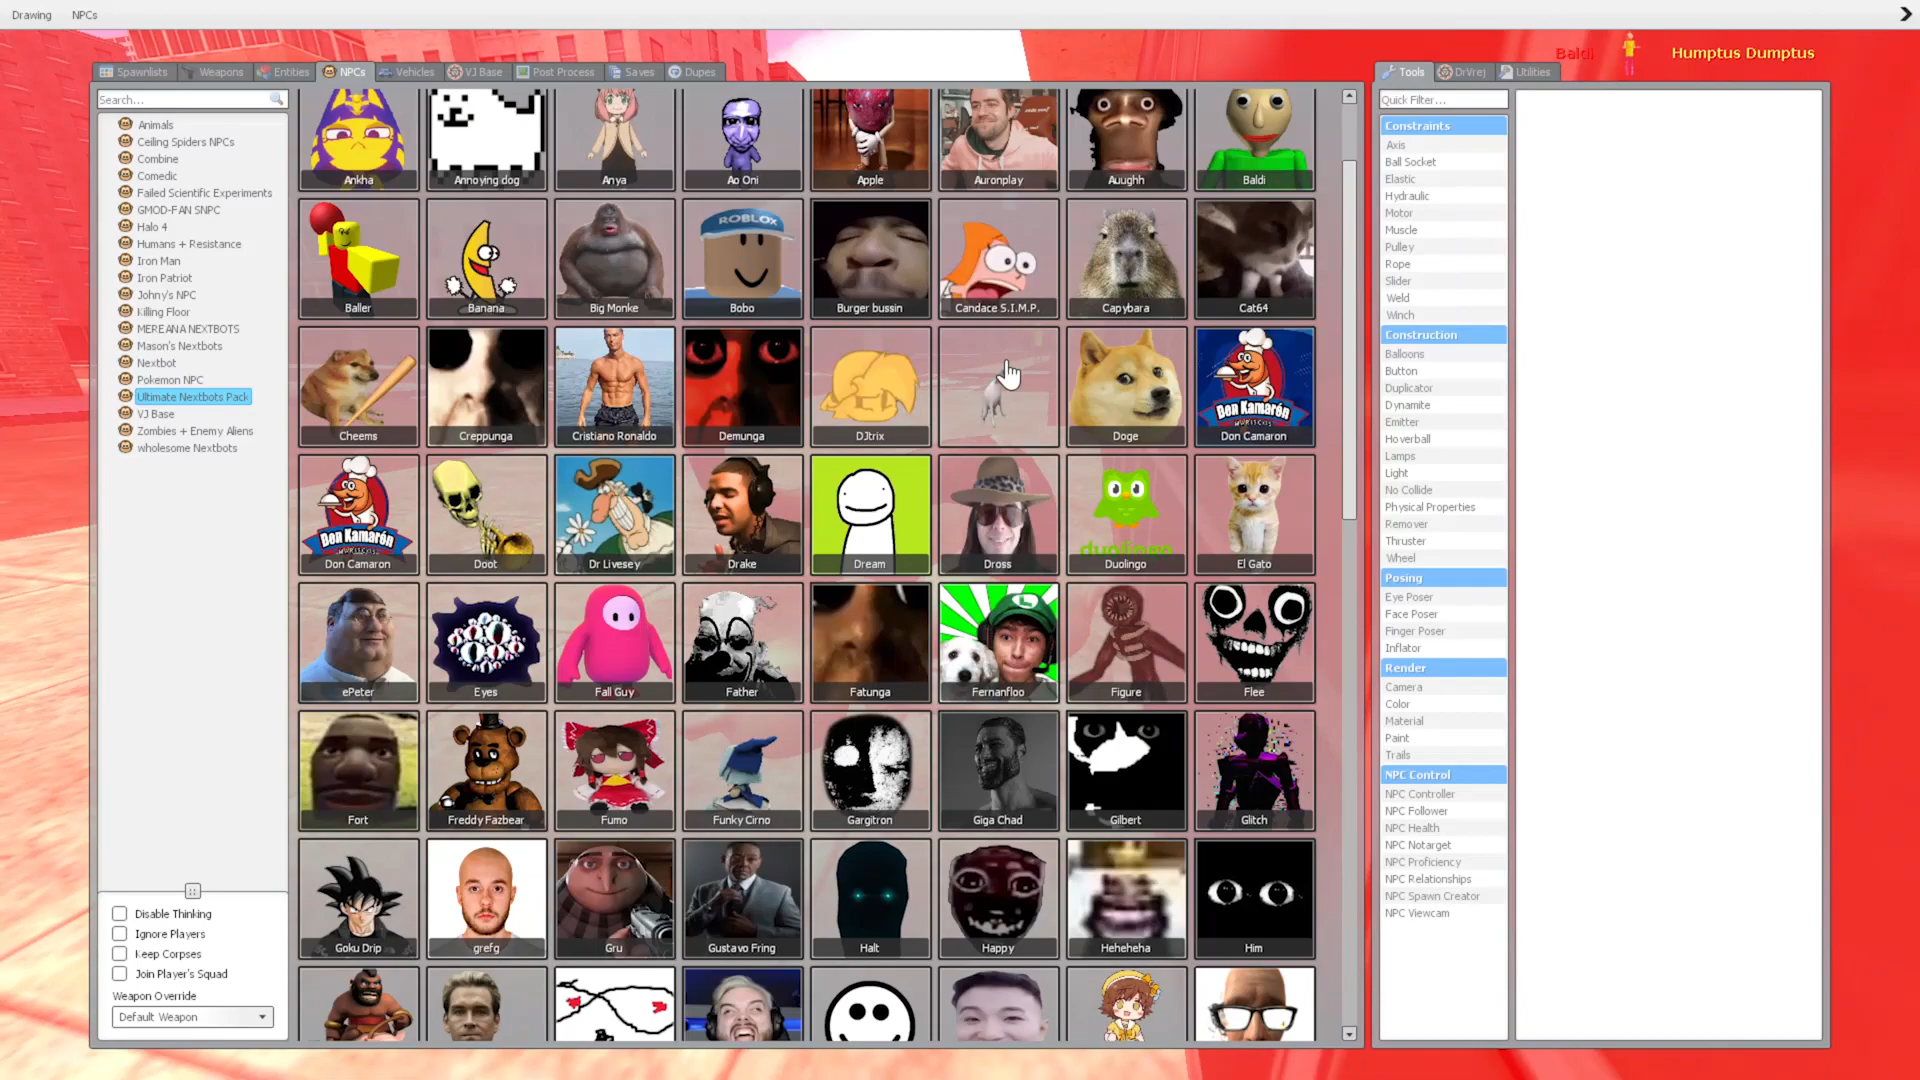 Drawing NPCs
Baldi Humptus Dumptus
Spawnlists Weapons Entities NPCs Vehicles VJ Base Post Process Saves Dupes
Tools DrVrej Utilities
Search...
Animals
Ceiling Spiders NPCs
Combine
Comedic
Failed Scientific Experiments
GMOD-FAN SNPC
Halo 4
Humans + Resistance
Iron Man
Iron Patriot
Johny's NPC
Killing Floor
MEREANA NEXTBOTS
Mason's Nextbots
Nextbot
Pokemon NPC
Ultimate Nextbots Pack
VJ Base
Zombies + Enemy Aliens
wholesome Nextbots
Disable Thinking
Ignore Players
Keep Corpses
Join Player's Squad
Weapon Override
Default Weapon
Ankha Annoying dog Anya Ao Oni Apple Auronplay Auughh Baldi
ROBLOX
Baller Banana Big Monke Bobo Burger bussin Candace S.I.M.P. Capybara Cat64
Don Kamarón
Cheems Creppunga Cristiano Ronaldo Demunga DJtrix Doge Don Camaron
Don Kamarón
MARISCOS
duolingo
Don Camaron Doot Dr Livesey Drake Dream Dross Duolingo El Gato
L
ePeter Eyes Fall Guy Father Fatunga Fernanfloo Figure Flee
Fort Freddy Fazbear Fumo Funky Cirno Gargitron Giga Chad Gilbert Glitch
Goku Drip grefg Gru Gustavo Fring Halt Happy Heheheha Him
Quick Filter...
Constraints
Axis
Ball Socket
Elastic
Hydraulic
Motor
Muscle
Pulley
Rope
Slider
Weld
Winch
Construction
Balloons
Button
Duplicator
Dynamite
Emitter
Hoverball
Lamps
Light
No Collide
Physical Properties
Remover
Thruster
Wheel
Posing
Eye Poser
Face Poser
Finger Poser
Inflator
Render
Camera
Color
Material
Paint
Trails
NPC Control
NPC Controller
NPC Follower
NPC Health
NPC Notarget
NPC Proficiency
NPC Relationships
NPC Spawn Creator
NPC Viewcam